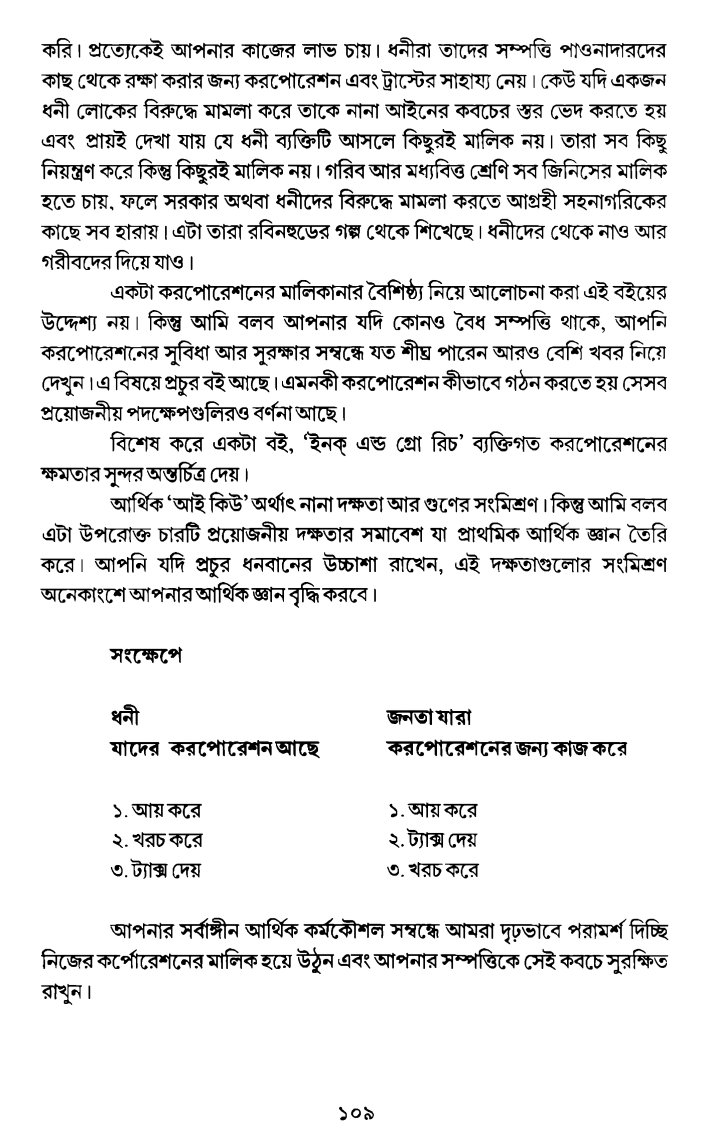 করি। প্রত্যেকেই আপনার কাজের লাভ চায়। ধনীরা তাদের সম্পত্তি পাওনাদারদের
কাছ থেকে রক্ষা করার জন্য করপোরেশন এবং ট্রাস্টের সাহায্য নেয়। কেউ যদি একজন
ধনী লোকের বিরুদ্ধে মামলা করে তাকে নানা আইনের কবচের স্তর ভেদ করতে হয়
এবং প্রায়ই দেখা যায় যে ধনী ব্যক্তিটি আসলে কিছুরই মালিক নয়। তারা সব কিছু
নিয়ন্ত্রণ করে কিন্তু কিছুরই মালিক নয়। গরিব আর মধ্যবিত্ত শ্রেণি সব জিনিসের মালিক
হতে চায়, ফলে সরকার অথবা ধনীদের বিরুদ্ধে মামলা করতে আগ্রহী সহনাগরিকের
কাছে সব হারায়। এটা তারা রবিনহুডের গল্প থেকে শিখেছে। ধনীদের থেকে নাও আর
গরীবদের দিয়ে যাও।
একটা করপোরেশনের মালিকানার বৈশিষ্ঠ্য নিয়ে আলোচনা করা এই বইয়ের
উদ্দেশ্য নয়। কিন্তু আমি বলব আপনার যদি কোনও বৈধ সম্পত্তি থাকে, আপনি
করপোরেশনের সুবিধা আর সুরক্ষার সম্বন্ধে যত শীঘ্র পারেন আরও বেশি খবর নিয়ে
দেখুন। এ বিষয়ে প্রচুর বই আছে। এমনকী করপোরেশন কীভাবে গঠন করতে হয় সেসব
প্রয়োজনীয় পদক্ষেপগুলিরও বর্ণনা আছে।
বিশেষ করে একটা বই, ‘ইনক্ এন্ড গ্রো রিচ’ ব্যক্তিগত করপোরেশনের
ক্ষমতার সুন্দর অন্তর্চিত্র দেয়।
আর্থিক ‘আই কিউ’ অর্থাৎ নানা দক্ষতা আর গুণের সংমিশ্রণ। কিন্তু আমি বলব
এটা উপরোক্ত চারটি প্রয়োজনীয় দক্ষতার সমাবেশ যা প্রাথমিক আর্থিক জ্ঞান তৈরি
করে। আপনি যদি প্রচুর ধনবানের উচ্চাশা রাখেন, এই দক্ষতাগুলোর সংমিশ্রণ
অনেকাংশে আপনার আর্থিক জ্ঞান বৃদ্ধি করবে।
সংক্ষেপে
ধনী
যাদের করপোরেশন আছে
১. আয় করে
২. খরচ করে
৩. ট্যাক্স দেয়
জনতা যারা
করপোরেশনের জন্য কাজ করে
১. আয় করে
২. ট্যাক্স দেয়
৩. খরচ করে
আপনার সর্বাঙ্গীন আর্থিক কর্মকৌশল সম্বন্ধে আমরা দৃঢ়ভাবে পরামর্শ দিচ্ছি
নিজের কর্পোরেশনের মালিক হয়ে উঠুন এবং আপনার সম্পত্তিকে সেই কবচে সুরক্ষিত
রাখুন।
১০৯